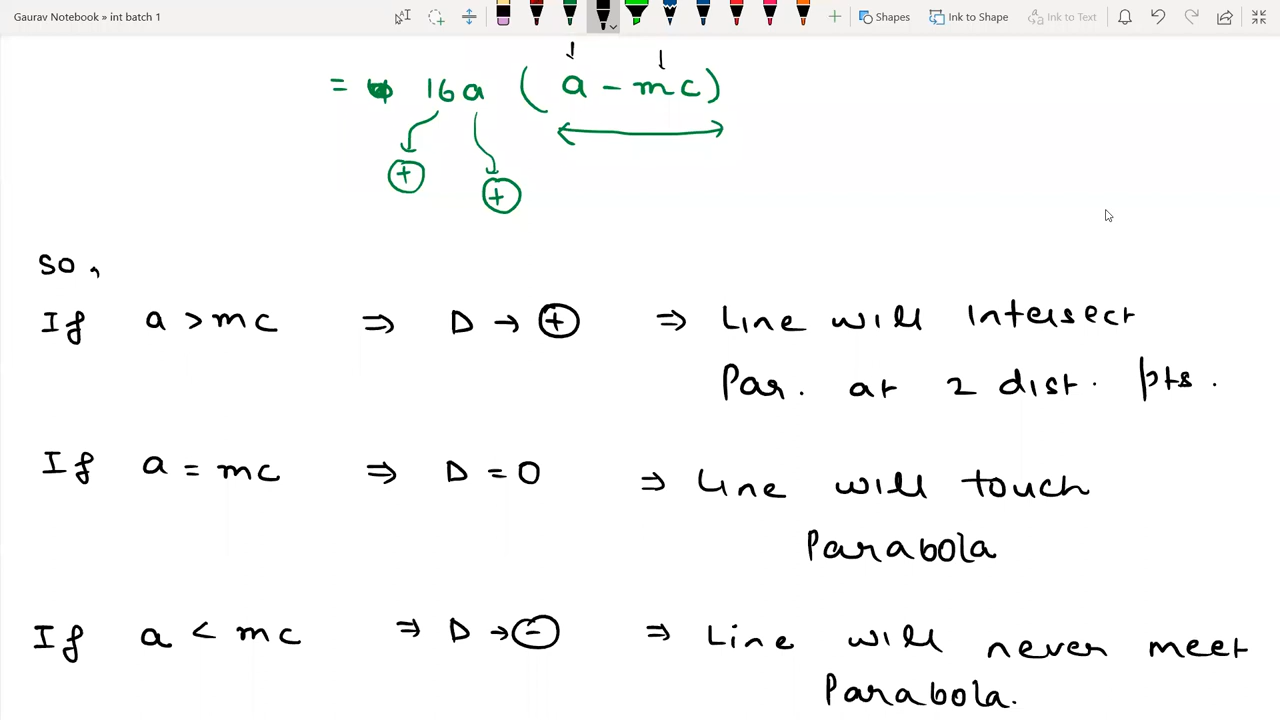 Gaurav Notebook » int batch 1
Shapes
Ink to Shape
Ink to Text
= 16a (a - mc)
+
+
so,
If a > mc ⇒ D → + ⇒ Line will intersect
Par. at 2 dist. pts.
If a = mc ⇒ D = 0 ⇒ Line will touch
Parabola
If a < mc ⇒ D → - ⇒ Line will never meet
Parabola.